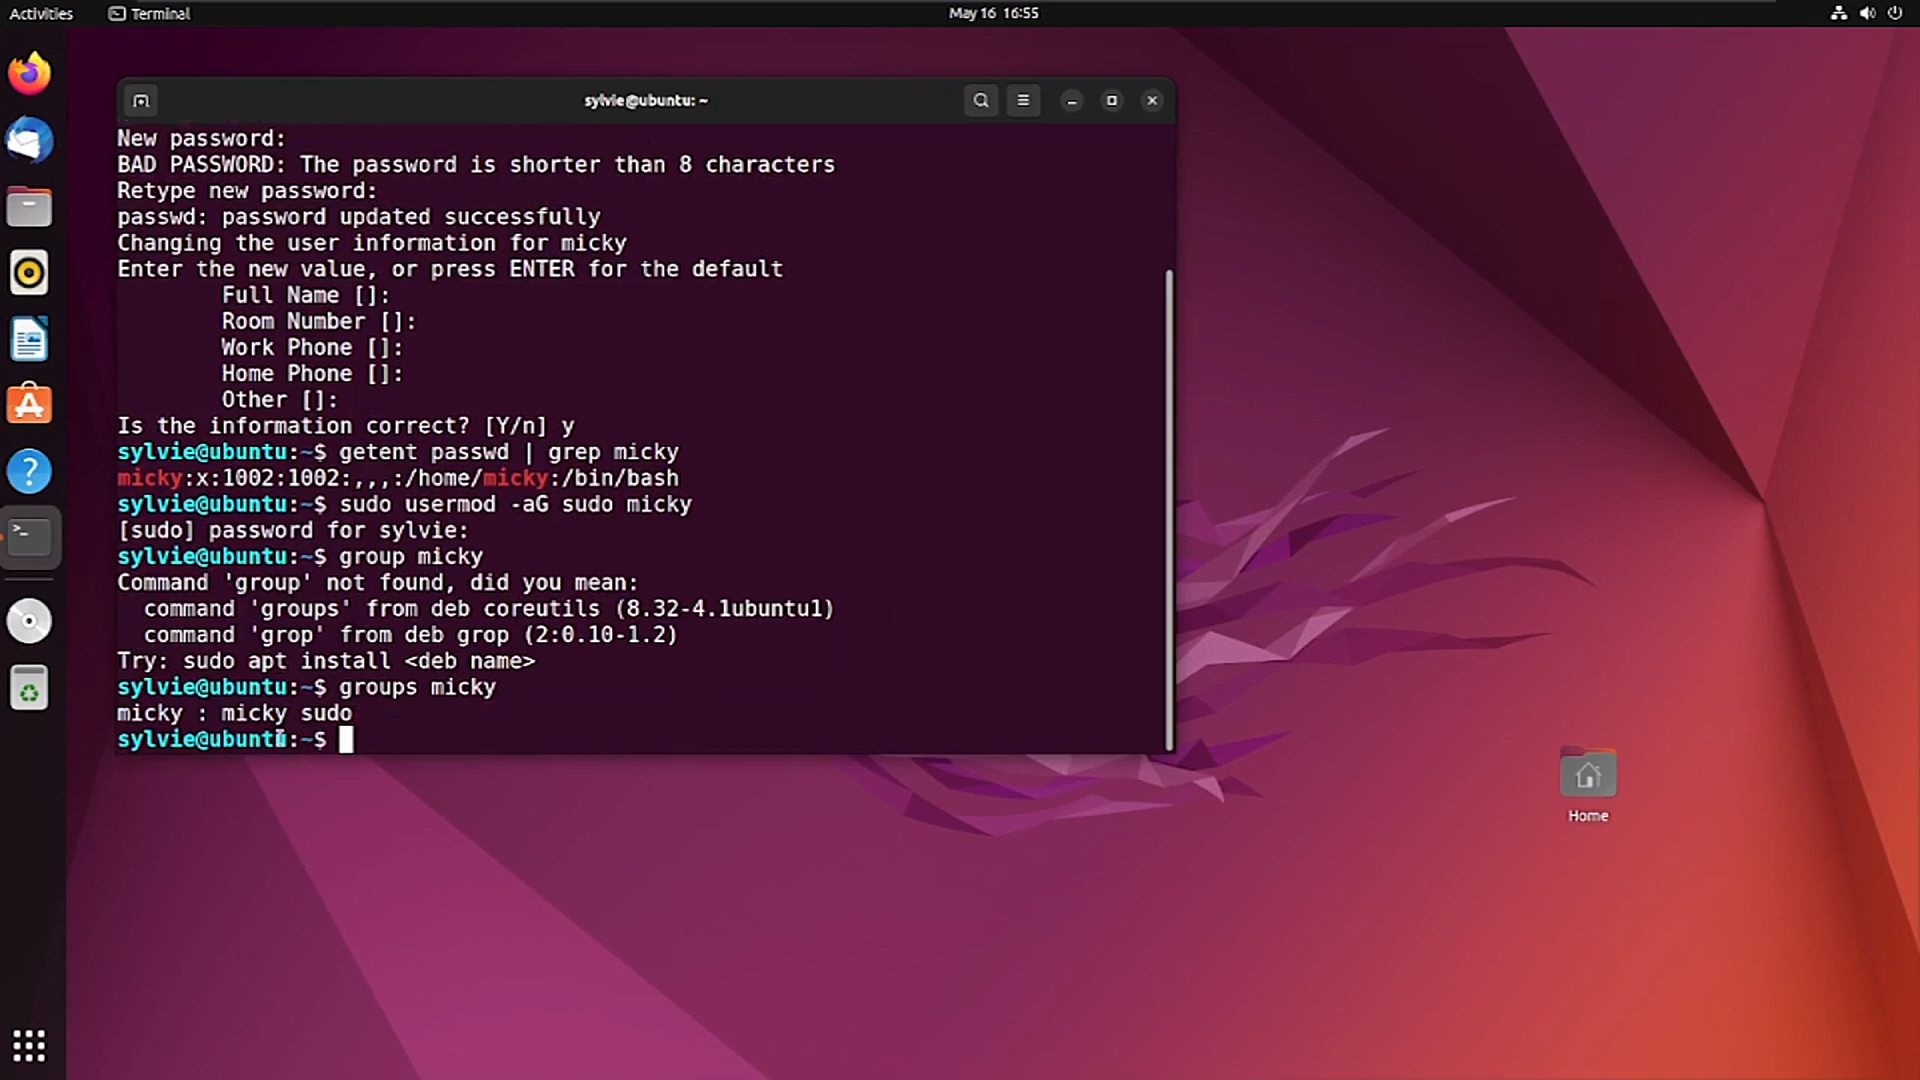 Activities
Terminal
May 16 16:55
sylvie@ubuntu: ~
New password:
BAD PASSWORD: The password is shorter than 8 characters
Retype new password:
passwd: password updated successfully
Changing the user information for micky
Enter the new value, or press ENTER for the default
Full Name []:
Room Number []:
Work Phone []:
Home Phone []:
Other []:
Is the information correct? [Y/n] y
sylvie@ubuntu:~$ getent passwd | grep micky
micky:x:1002:1002:,,,:/home/micky:/bin/bash
sylvie@ubuntu:~$ sudo usermod -aG sudo micky
[sudo] password for sylvie:
sylvie@ubuntu:~$ group micky
Command 'group' not found, did you mean:
command 'groups' from deb coreutils (8.32-4.1ubuntu1)
command 'grop' from deb grop (2:0.10-1.2)
Try: sudo apt install <deb name>
sylvie@ubuntu:~$ groups micky
micky : micky sudo
sylvie@ubuntu:~$
Home